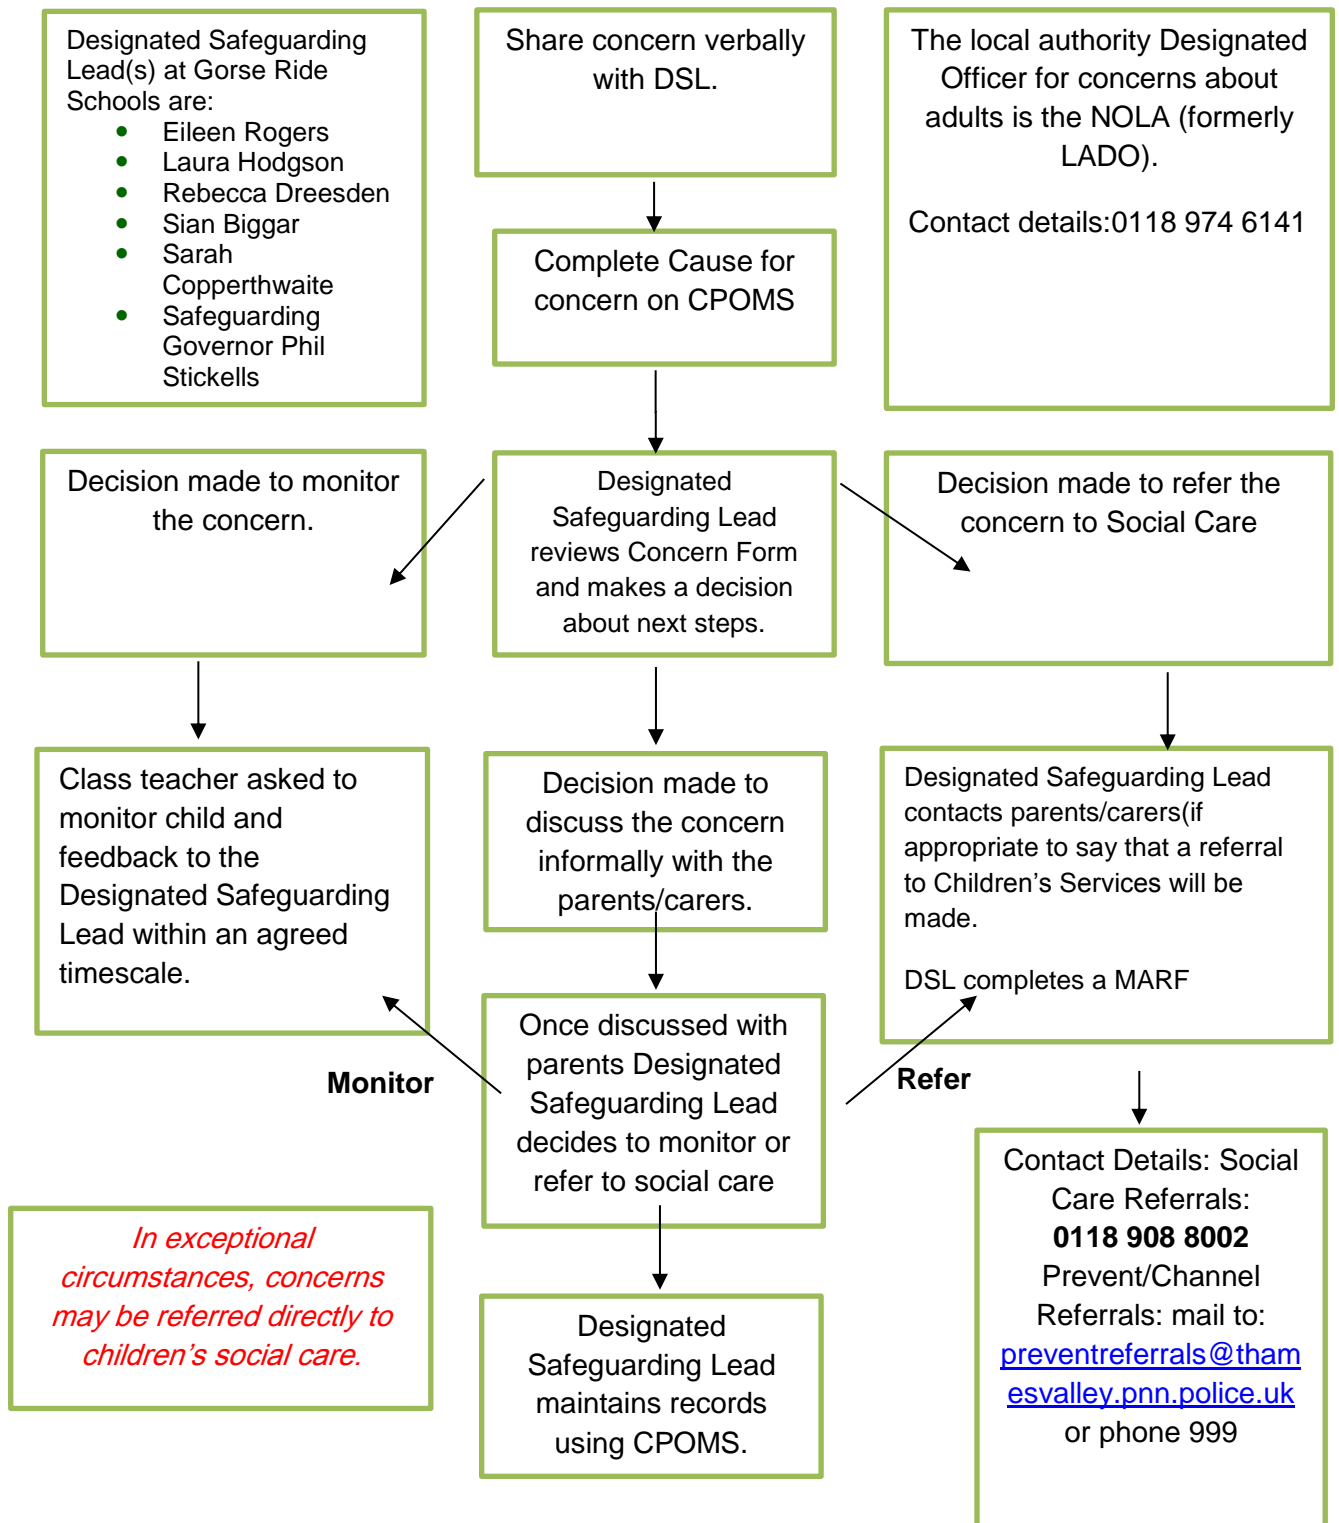 Designated Safeguarding
Lead(s) at Gorse Ride
Schools are:
• Eileen Rogers
• Laura Hodgson
• Rebecca Dreesden
• Sian Biggar
• Sarah
Copperthwaite
• Safeguarding
Governor Phil
Stickells
Share concern verbally
with DSL.
The local authority Designated
Officer for concerns about
adults is the NOLA (formerly
LADO).
Contact details:0118 974 6141
Complete Cause for
concern on CPOMS
Decision made to monitor
the concern.
Designated
Safeguarding Lead
reviews Concern Form
and makes a decision
about next steps.
Decision made to refer the
concern to Social Care
Class teacher asked to
monitor child and
feedback to the
Designated Safeguarding
Lead within an agreed
timescale.
Decision made to
discuss the concern
informally with the
parents/carers.
Designated Safeguarding Lead
contacts parents/carers(if
appropriate to say that a referral
to Children’s Services will be
made.
DSL completes a MARF
Monitor
Once discussed with
parents Designated
Safeguarding Lead
decides to monitor or
refer to social care
Refer
In exceptional
circumstances, concerns
may be referred directly to
children’s social care.
Designated
Safeguarding Lead
maintains records
using CPOMS.
Contact Details: Social
Care Referrals:
0118 908 8002
Prevent/Channel
Referrals: mail to:
preventreferrals@tham
esvalley.pnn.police.uk
or phone 999